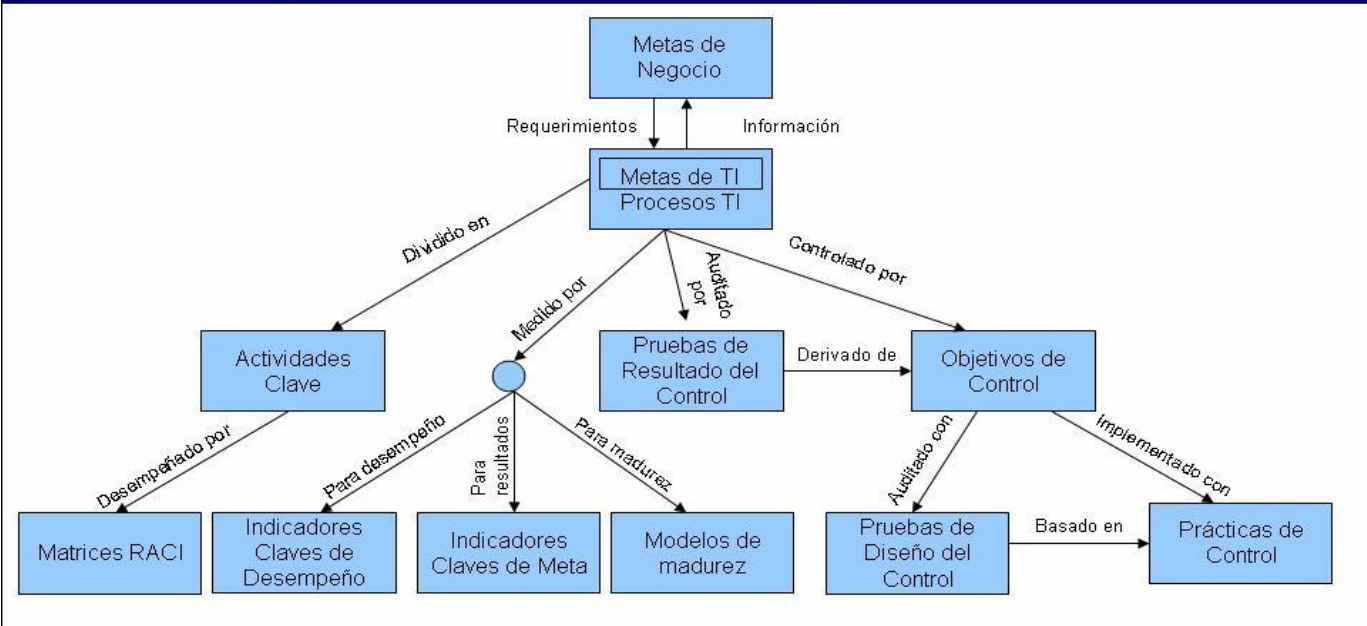 Metas de
Negocio
Requerimientos
Información
Metas de TI
Procesos TI
Dividido en
Medido por
Auditado
por
Controlado por
Actividades
Clave
Pruebas de
Resultado del
Control
Derivado de
Objetivos de
Control
Desempeñado por
Para desempeño
Para
resultados
Para madurez
Auditado con
Implementado con
Matrices RACI
Indicadores
Claves de
Desempeño
Indicadores
Claves de Meta
Modelos de
madurez
Pruebas de
Diseño del
Control
Basado en
Prácticas de
Control